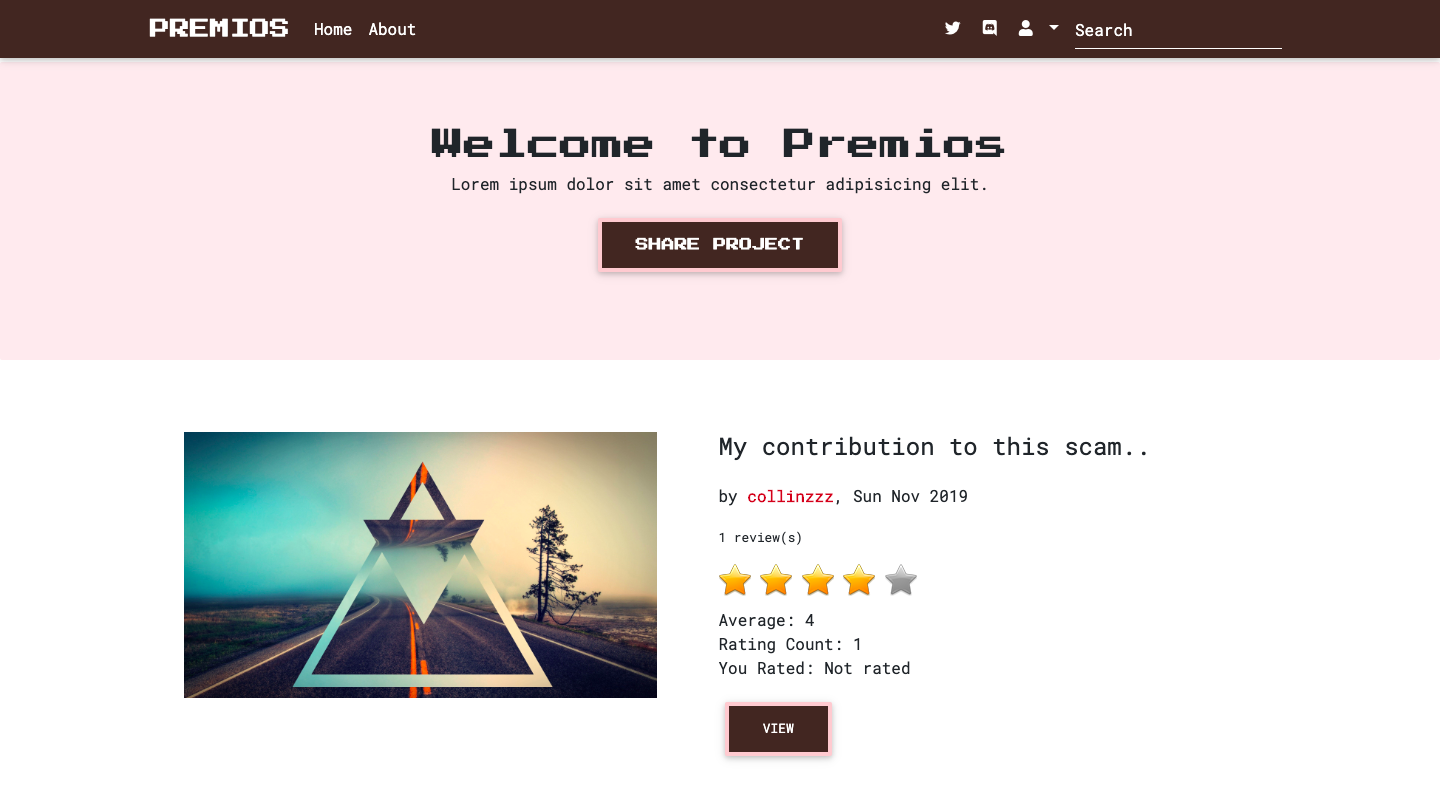 PREMIOS Home About Search
Welcome to Premios
Lorem ipsum dolor sit amet consectetur adipisicing elit.
SHARE PROJECT
My contribution to this scam..
by collinzzz, Sun Nov 2019
1 review(s)
Average: 4
Rating Count: 1
You Rated: Not rated
VIEW